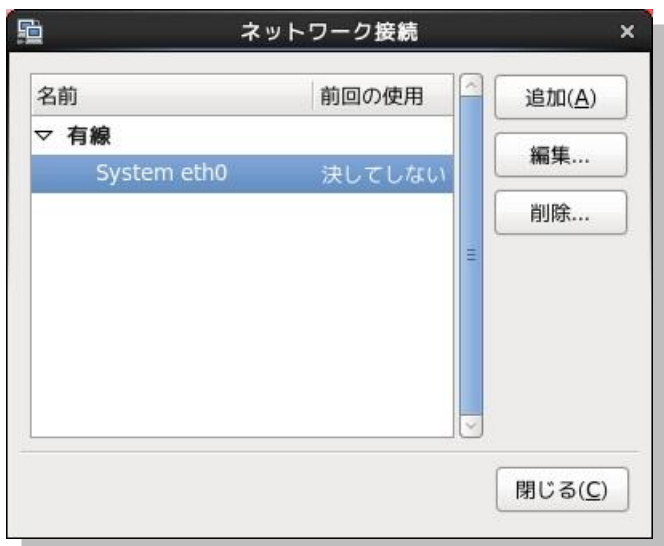 ネットワーク接続
名前 前回の使用
有線
System eth0 決してしない
追加(A)
編集...
削除...
閉じる(C)